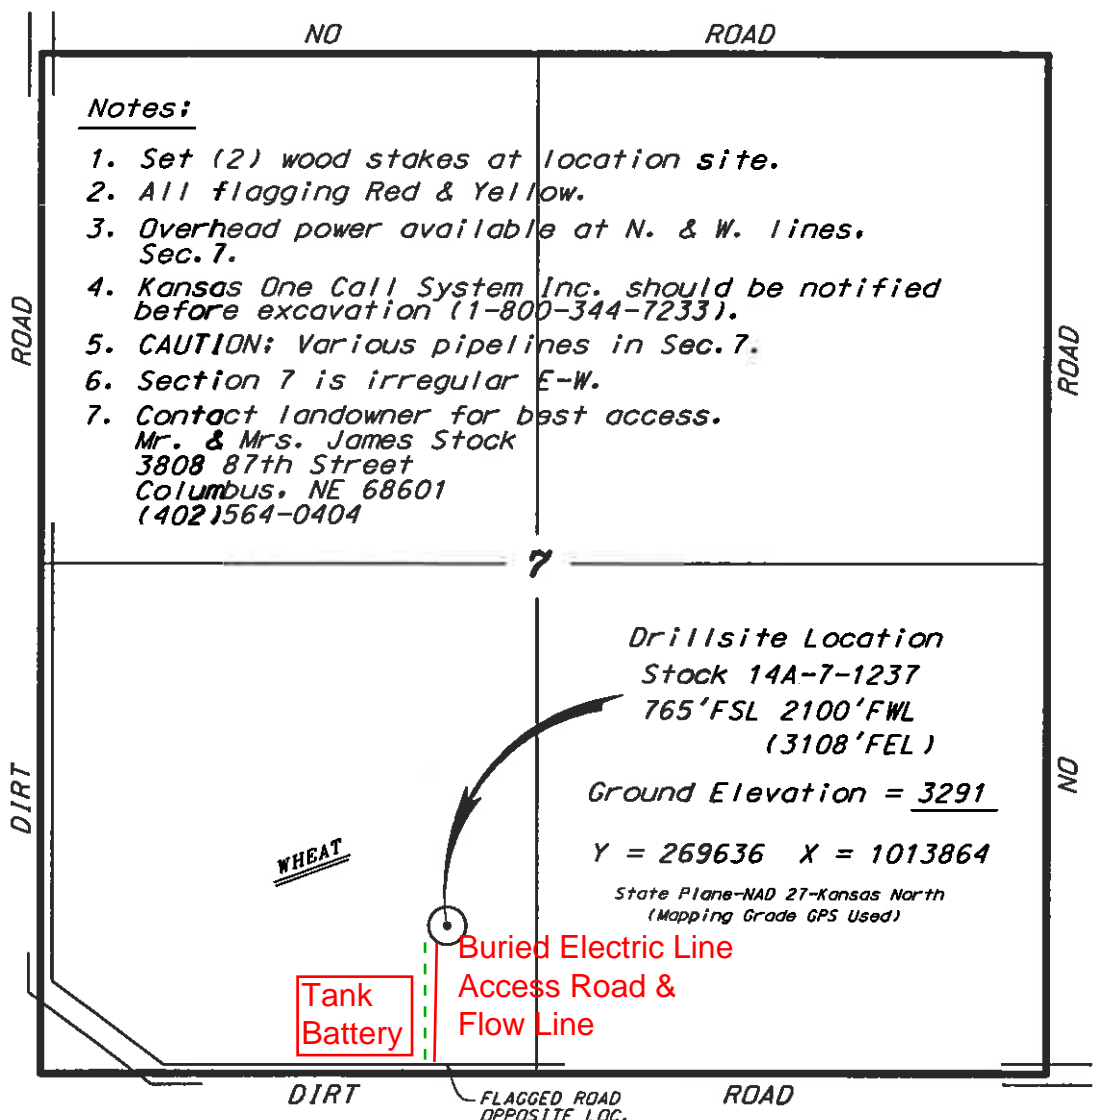 NO ROAD
Notes:
1. Set (2) wood stakes at location site.
2. All flagging Red & Yellow.
3. Overhead power available at N. & W. lines,
Sec. 7.
4. Kansas One Call System Inc. should be notified
before excavation (1-800-344-7233).
5. CAUTION: Various pipelines in Sec. 7.
6. Section 7 is irregular E-W.
7. Contact landowner for best access.
Mr. & Mrs. James Stock
3808 87th Street
Columbus, NE 68601
(402)564-0404
ROAD
ROAD
7
Drillsite Location
Stock 14A-7-1237
765'FSL 2100'FWL
(3108'FEL)
Ground Elevation = 3291
Y = 269636 X = 1013864
State Plane-NAD 27-Kansas North
(Mapping Grade GPS Used)
DIRT
NO
WHEAT
Buried Electric Line
Access Road &
Flow Line
Tank
Battery
DIRT ROAD
FLAGGED ROAD
OPPOSITE LOC.